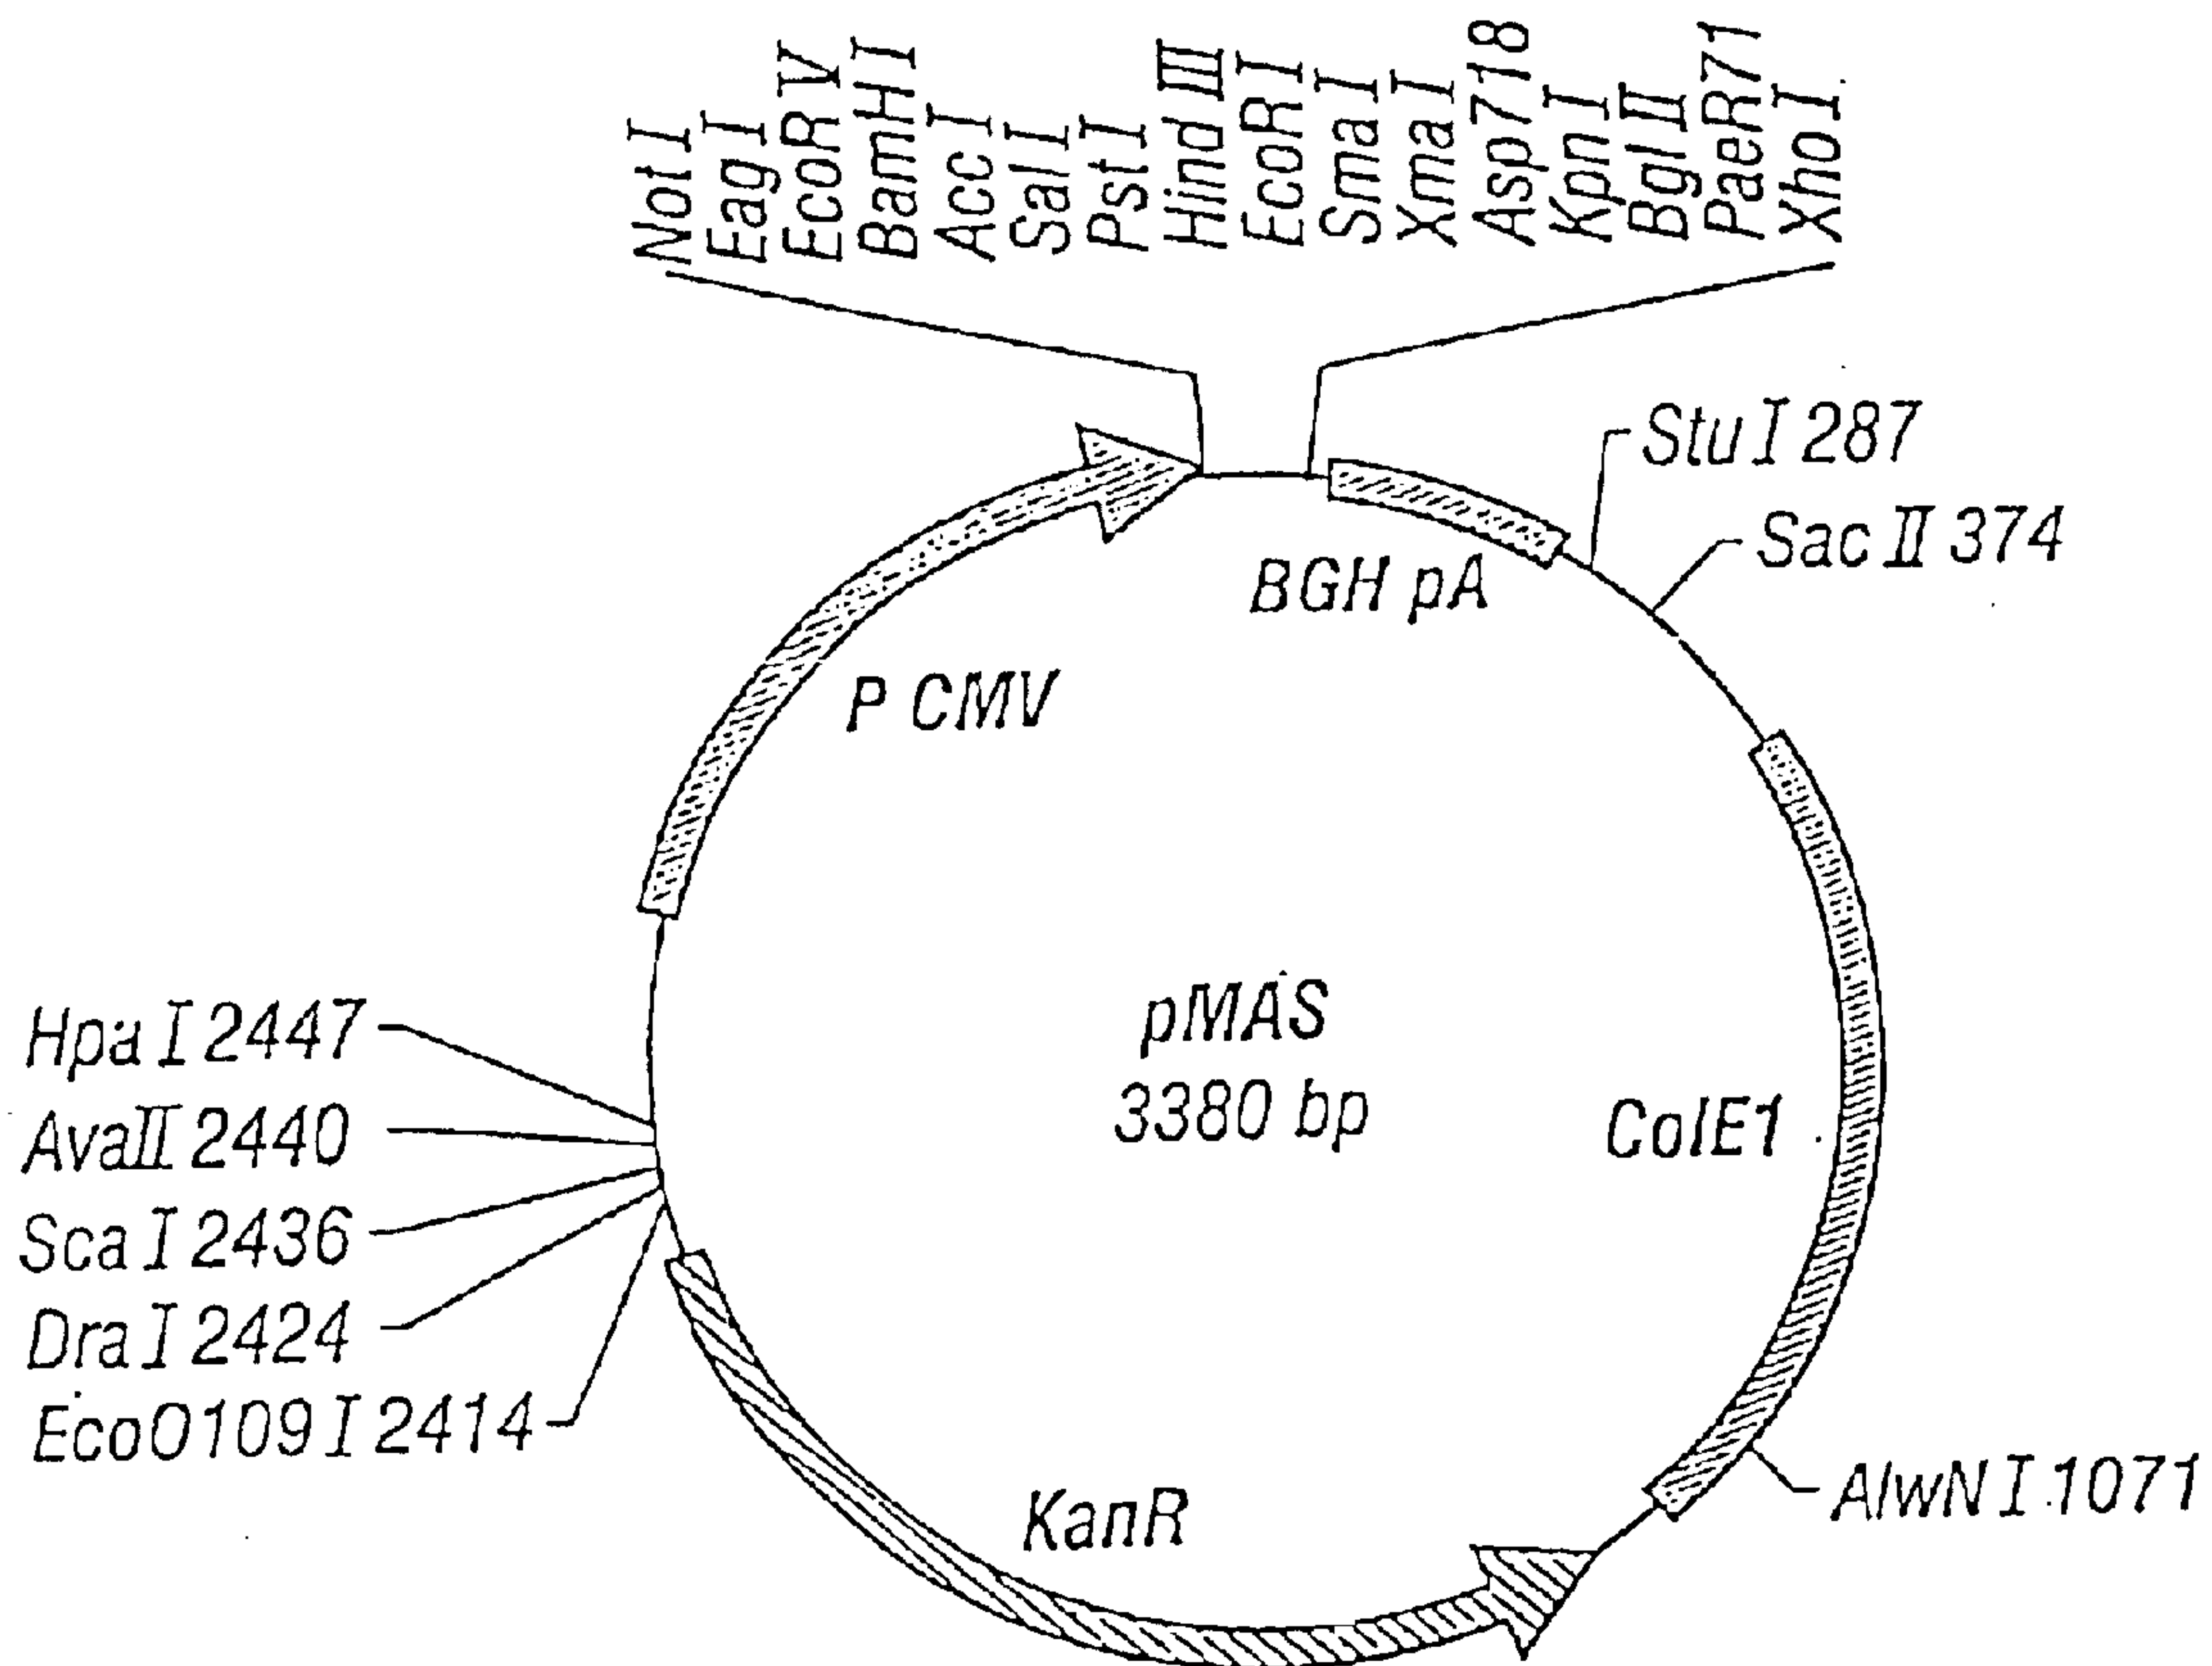 Not I
Eag I
EcoR V
BamH I
Acc I
Sal I
Pst I
Hind III
EcoR I
Sma I
Xma I
Asp718
Kpn I
Bgl II
PaeR71
Xho I
Stu I 287
Sac II 374
BGH pA
P CMV
pMAS
3380 bp
ColE1
Hpa I 2447
Ava II 2440
Sca I 2436
Dra I 2424
EcoO109 I 2414
KanR
AlwN I 1071